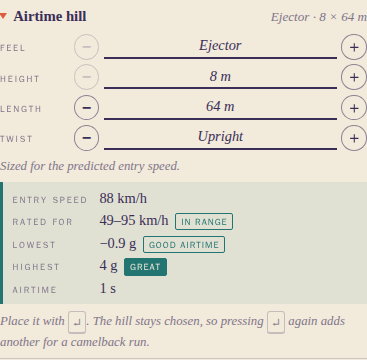 Airtime hill Ejector · 8 × 64 m
FEEL − Ejector +
HEIGHT − 8 m +
LENGTH − 64 m +
TWIST − Upright +
Sized for the predicted entry speed.
ENTRY SPEED 88 km/h
RATED FOR 49–95 km/h IN RANGE
LOWEST −0.9 g GOOD AIRTIME
HIGHEST 4 g GREAT
AIRTIME 1 s
Place it with ↵. The hill stays chosen, so pressing ↵ again adds
another for a camelback run.